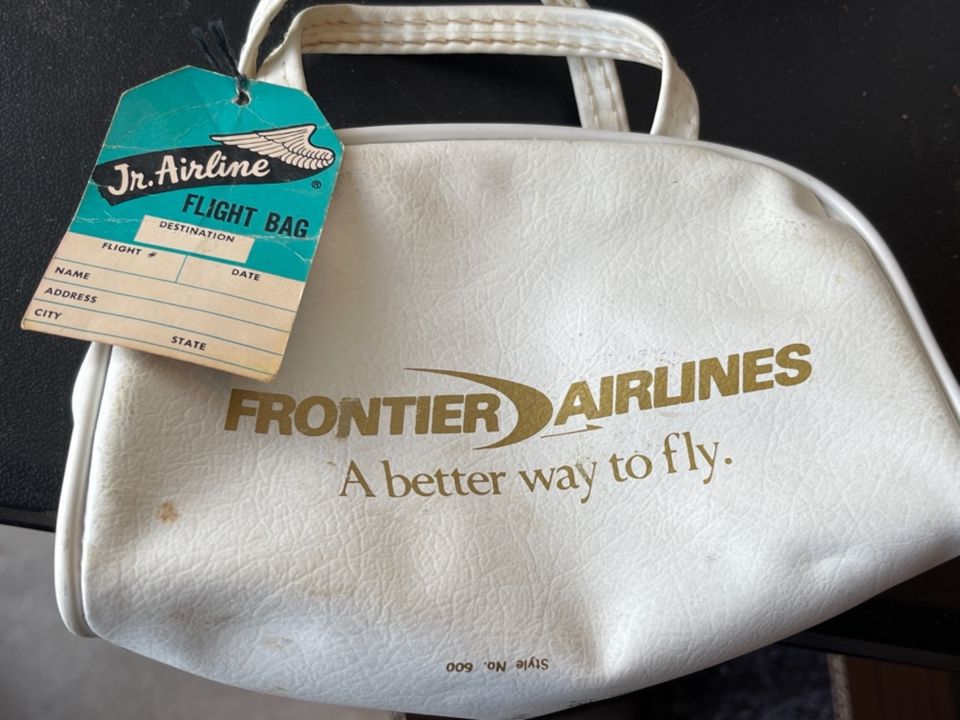 Jr. Airline ®
FLIGHT BAG
DESTINATION
FLIGHT #
DATE
NAME
ADDRESS
CITY
STATE
FRONTIER AIRLINES
A better way to fly.
Style No. 600